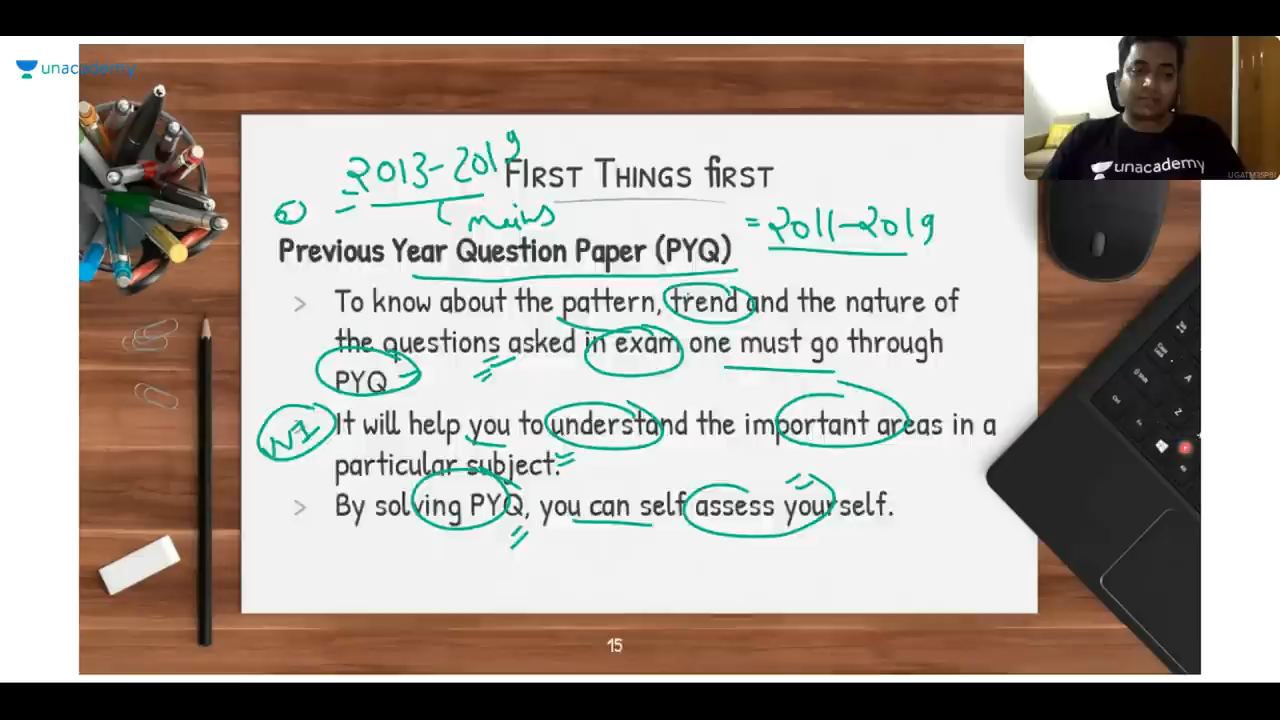 unacademy
unacademy
2013-2019
First Things first
mains
= 2011-2019
Previous Year Question Paper (PYQ)
To know about the pattern, trend and the nature of
the questions asked in exam one must go through
PYQ
It will help you to understand the important areas in a
particular subject.
By solving PYQ, you can self assess yourself.
15